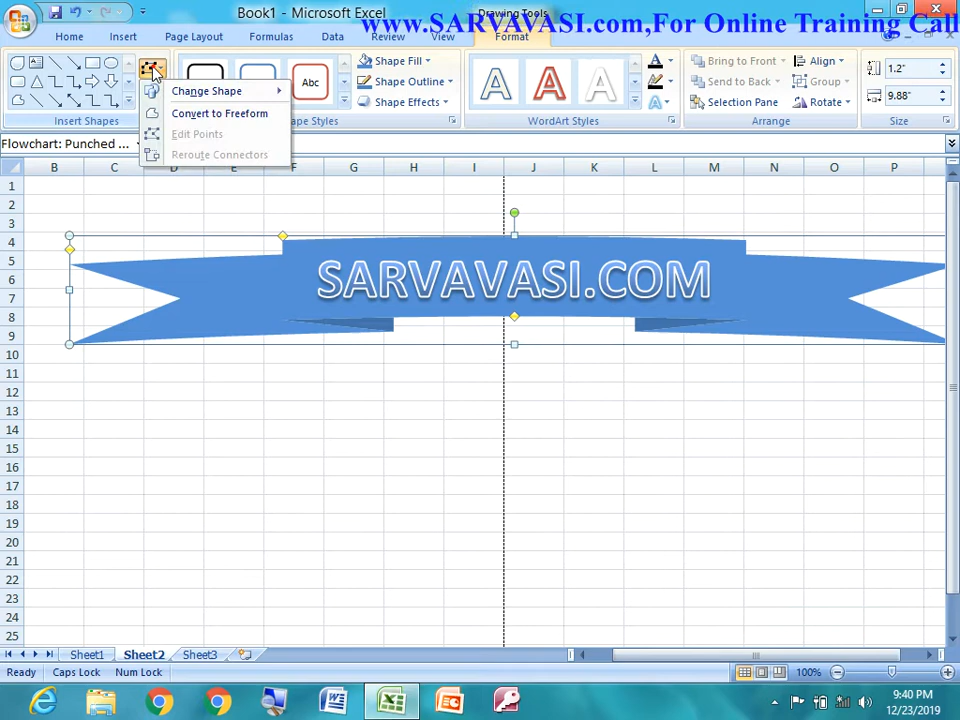 Book1 - Microsoft Excel
Drawing Tools
www.SARVAVASI.com,For Online Training Call
Home Insert Page Layout Formulas Data Review View Format
Abc
Shape Fill
Shape Outline
Shape Effects
A A A
A
Bring to Front
Send to Back
Selection Pane
Align
Group
Rotate
1.2"
9.88"
Insert Shapes
Shape Styles
WordArt Styles
Arrange
Size
Change Shape
Convert to Freeform
Edit Points
Reroute Connectors
Flowchart: Punched ...
B C D E F G H I J K L M N O P
1
2
3
4
5
6
7
8
9
10
11
12
13
14
15
16
17
18
19
20
21
22
23
24
25
SARVAVASI.COM
Sheet1 Sheet2 Sheet3
Ready Caps Lock Num Lock
100%
9:40 PM
12/23/2019